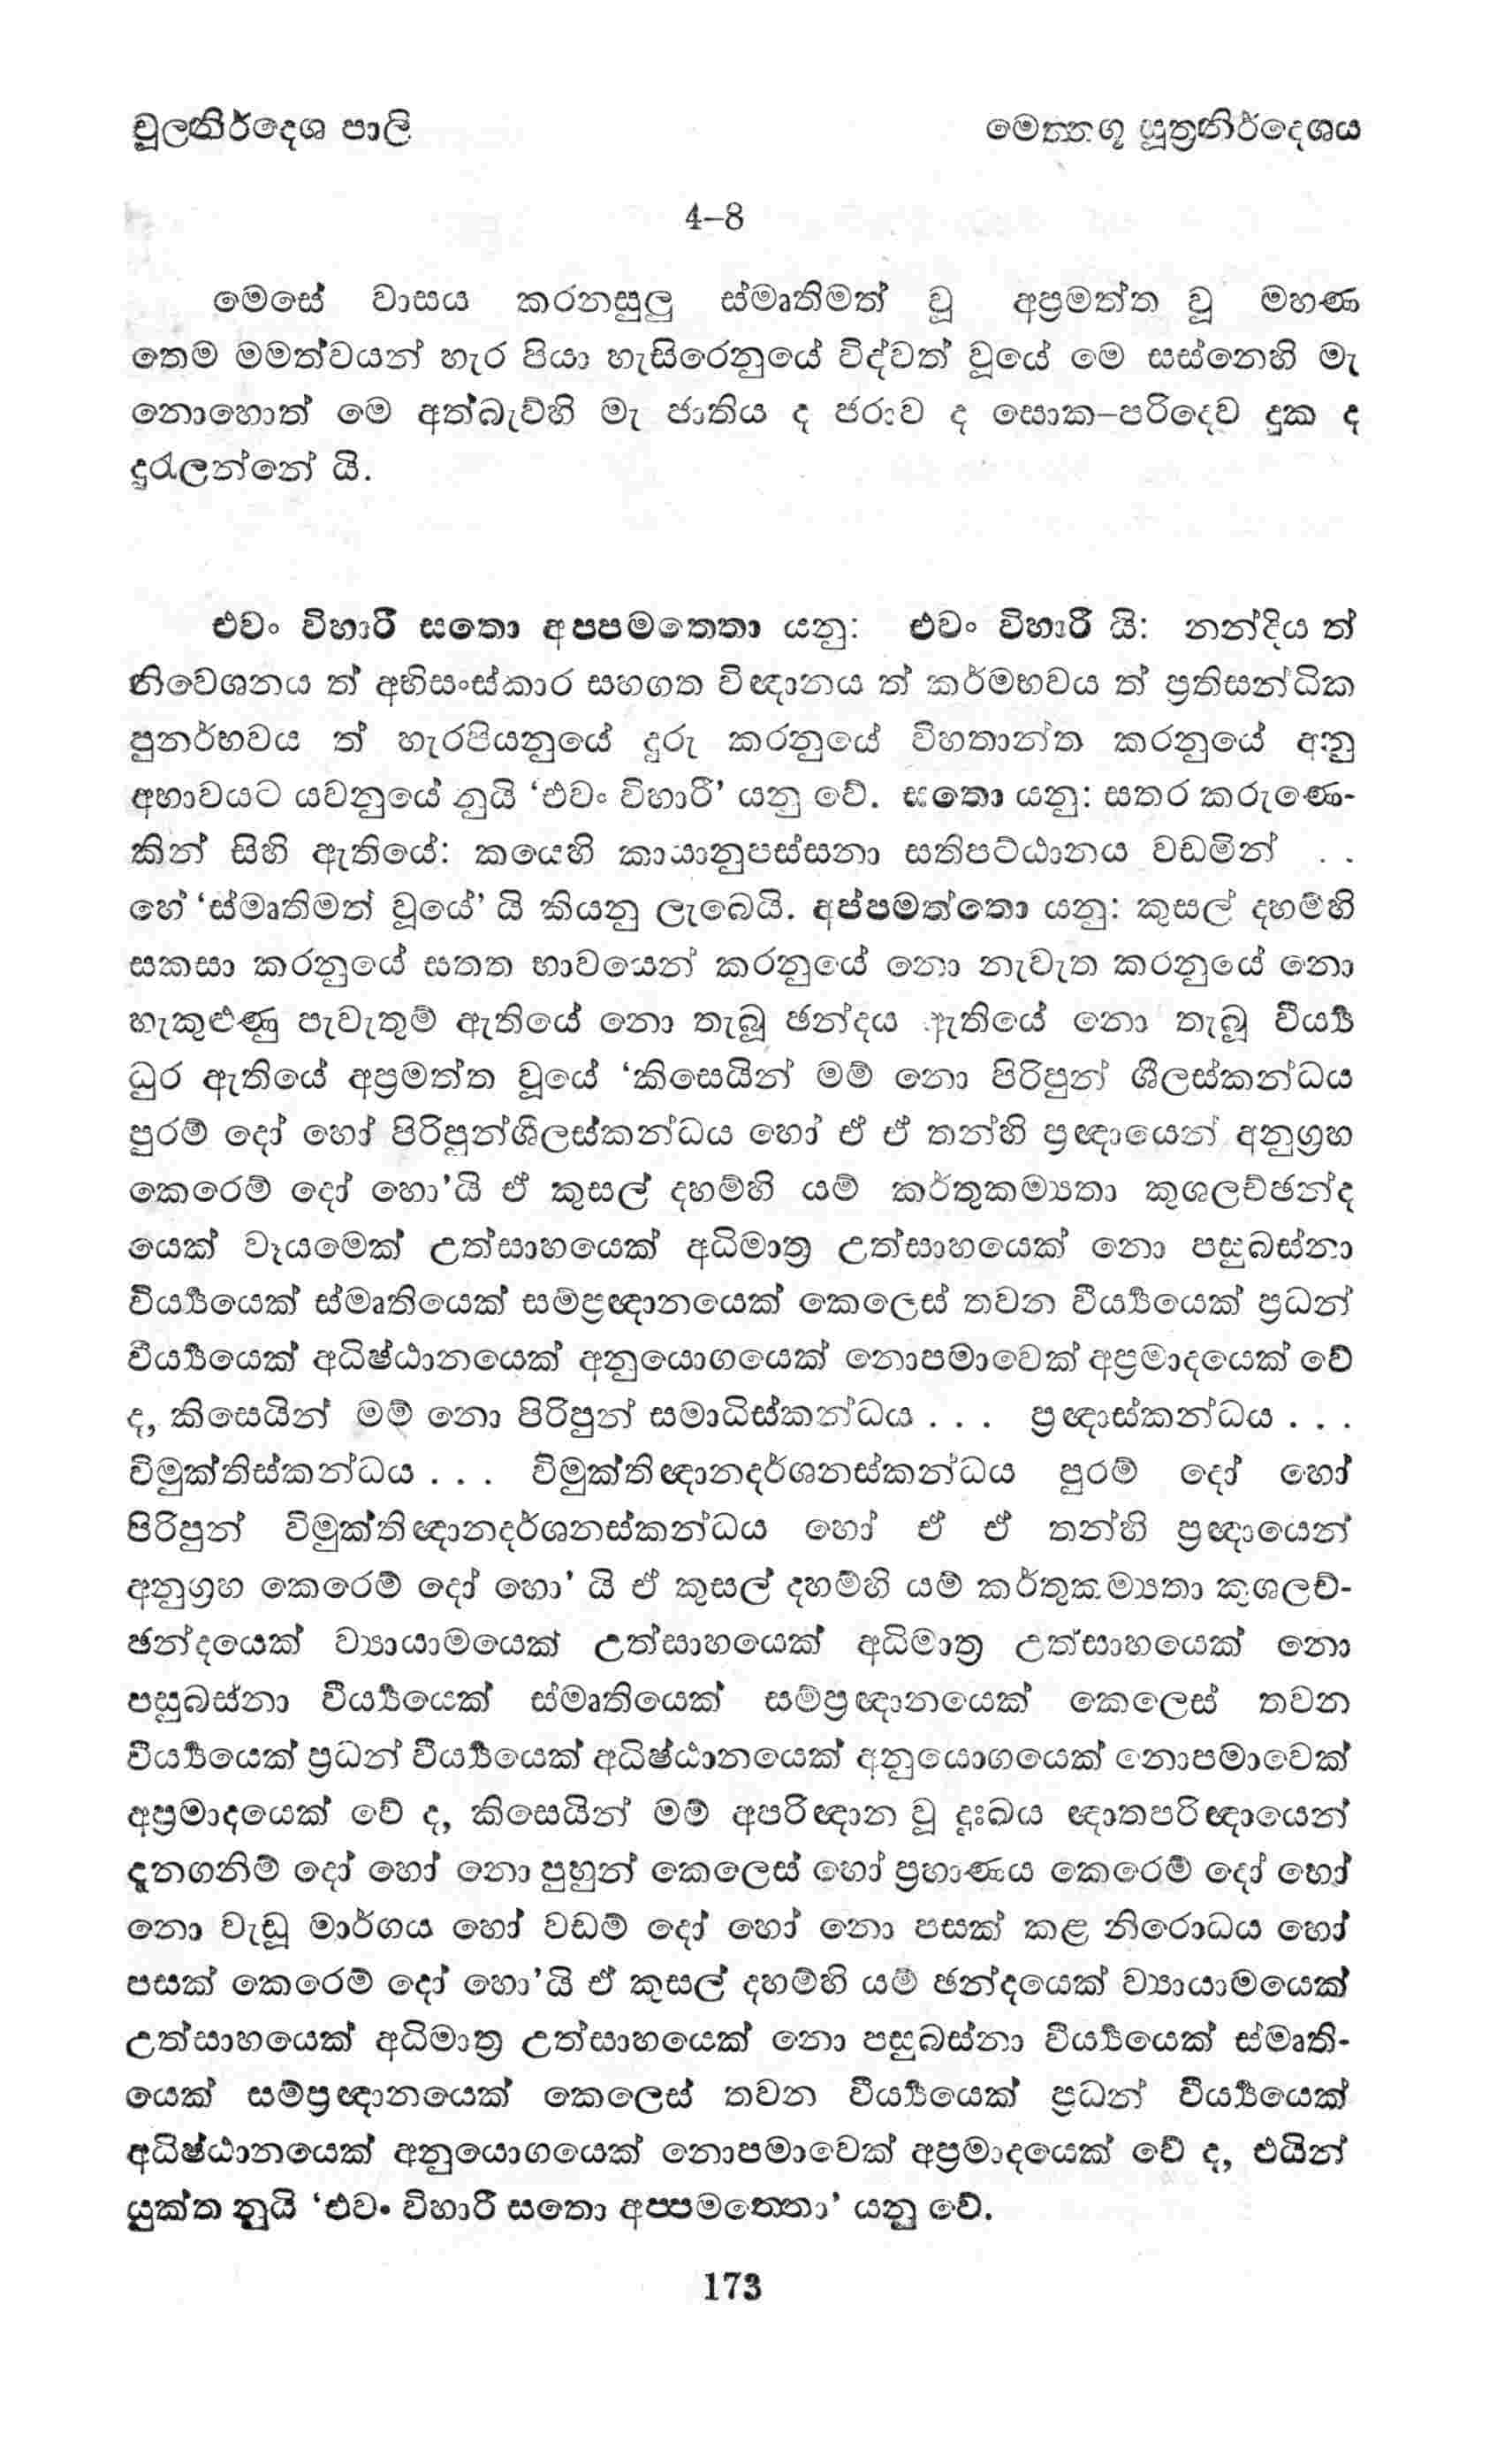 චූලනිර්දෙශ පාලි
මෙත්තගූ සූත්‍රනිර්දෙශය
4–8
මෙසේ වාසය කරනසුලු ස්මෘතිමත් වූ අප්‍රමත්ත වූ මහණ
තෙම මමත්වයන් හැර පියා හැසිරෙනුයේ විද්වත් වූයේ මෙ සස්නෙහි මැ
නොහොත් මෙ අත්බැව්හි මැ ජාතිය ද ජරාව ද සොක–පරිදෙව දුක ද
දුරැලන්නේ යි.
එවං විහාරී සතො අප්පමත්තො යනු: එවං විහාරී යි: නන්දිය ත්
නිවෙශනය ත් අභිසංස්කාර සහගත විඥානය ත් කර්මභවය ත් ප්‍රතිසන්ධික
පුනර්භවය ත් හැරපියනුයේ දුරු කරනුයේ විහතාන්ත කරනුයේ අනු
අභාවයට යවනුයේ නුයි ‘එවං විහාරී’ යනු වේ. සතො යනු: සතර කරුණෙ-
කින් සිහි ඇතියේ: කයෙහි කායානුපස්සනා සතිපට්ඨානය වඩමින් . .
හේ ‘ස්මෘතිමත් වූයේ’ යි කියනු ලැබෙයි. අප්පමත්තො යනු: කුසල් දහම්හි
සකසා කරනුයේ සතත භාවයෙන් කරනුයේ නො නැවැත කරනුයේ නො
හැකුළුණු පැවැතුම් ඇතියේ නො තැබූ ඡන්දය ඇතියේ නො තැබූ වීර්‍ය්‍ය
ධුර ඇතියේ අප්‍රමත්ත වූයේ ‘කිසෙයින් මම් නො පිරිපුන් ශීලස්කන්ධය
පුරම් දෝ හෝ පිරිපුන්ශීලස්කන්ධය හෝ ඒ ඒ තන්හි ප්‍රඥායෙන් අනුග්‍රහ
කෙරෙම් දෝ හො’යි ඒ කුසල් දහම්හි යම් කර්තුකම්‍යතා කුශලච්ඡන්ද
යෙක් වෑයමෙක් උත්සාහයෙක් අධිමාත්‍ර උත්සාහයෙක් නො පසුබස්නා
වීර්‍ය්‍යයෙක් ස්මෘතියෙක් සම්ප්‍රඥානයෙක් කෙලෙස් තවන වීර්‍ය්‍යයෙක් ප්‍රධන්
වීර්‍ය්‍යයෙක් අධිෂ්ඨානයෙක් අනුයොගයෙක් නොපමාවෙක් අප්‍රමාදයෙක් වේ
ද, කිසෙයින් මම් නො පිරිපුන් සමාධිස්කන්ධය . . . ප්‍රඥාස්කන්ධය . . .
විමුක්තිස්කන්ධය . . . විමුක්තිඥානදර්ශනස්කන්ධය පුරම් දෝ හෝ
පිරිපුන් විමුක්තිඥානදර්ශනස්කන්ධය හෝ ඒ ඒ තන්හි ප්‍රඥායෙන්
අනුග්‍රහ කෙරෙම් දෝ හො’ යි ඒ කුසල් දහම්හි යම් කර්තුකම්‍යතා කුශලච්-
ඡන්දයෙක් ව්‍යායාමයෙක් උත්සාහයෙක් අධිමාත්‍ර උත්සාහයෙක් නො
පසුබස්නා වීර්‍ය්‍යයෙක් ස්මෘතියෙක් සම්ප්‍රඥානයෙක් කෙලෙස් තවන
වීර්‍ය්‍යයෙක් ප්‍රධන් වීර්‍ය්‍යයෙක් අධිෂ්ඨානයෙක් අනුයොගයෙක් නොපමාවෙක්
අප්‍රමාදයෙක් වේ ද, කිසෙයින් මම් අපරිඥාන වූ දුඃඛය ඥාතපරිඥායෙන්
දැනගනිම් දෝ හෝ නො පුහුන් කෙලෙස් හෝ ප්‍රහාණය කෙරෙම් දෝ හෝ
නො වැඩූ මාර්ගය හෝ වඩම් දෝ හෝ නො පසක් කළ නිරොධය හෝ
පසක් කෙරෙම් දෝ හො’යි ඒ කුසල් දහම්හි යම් ඡන්දයෙක් ව්‍යායාමයෙක්
උත්සාහයෙක් අධිමාත්‍ර උත්සාහයෙක් නො පසුබස්නා වීර්‍ය්‍යයෙක් ස්මෘති-
යෙක් සම්ප්‍රඥානයෙක් කෙලෙස් තවන වීර්‍ය්‍යයෙක් ප්‍රධන් වීර්‍ය්‍යයෙක්
අධිෂ්ඨානයෙක් අනුයොගයෙක් නොපමාවෙක් අප්‍රමාදයෙක් වේ ද, එයින්
යුක්ත නුයි ‘එවං විහාරී සතො අප්පමත්තො’ යනු වේ.
173